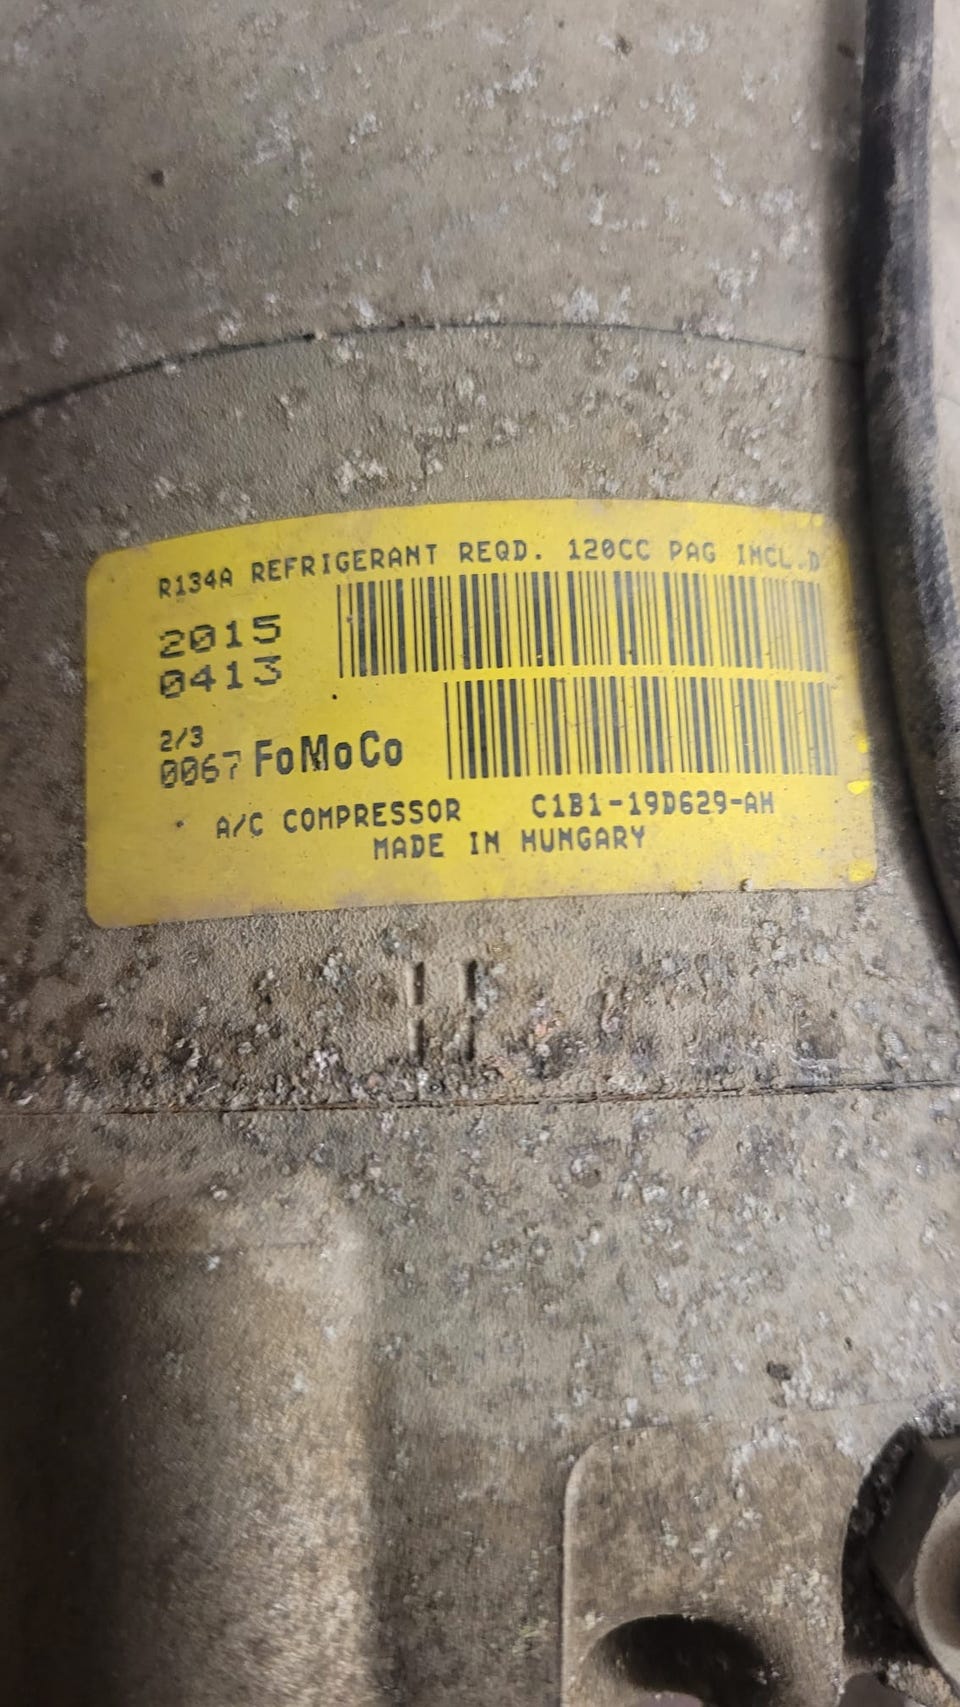 R134A REFRIGERANT REQD. 120CC PAG INCL.D
2015
0413
2/3
0067 FoMoCo
A/C COMPRESSOR C1B1-19D629-AH
MADE IN HUNGARY
H